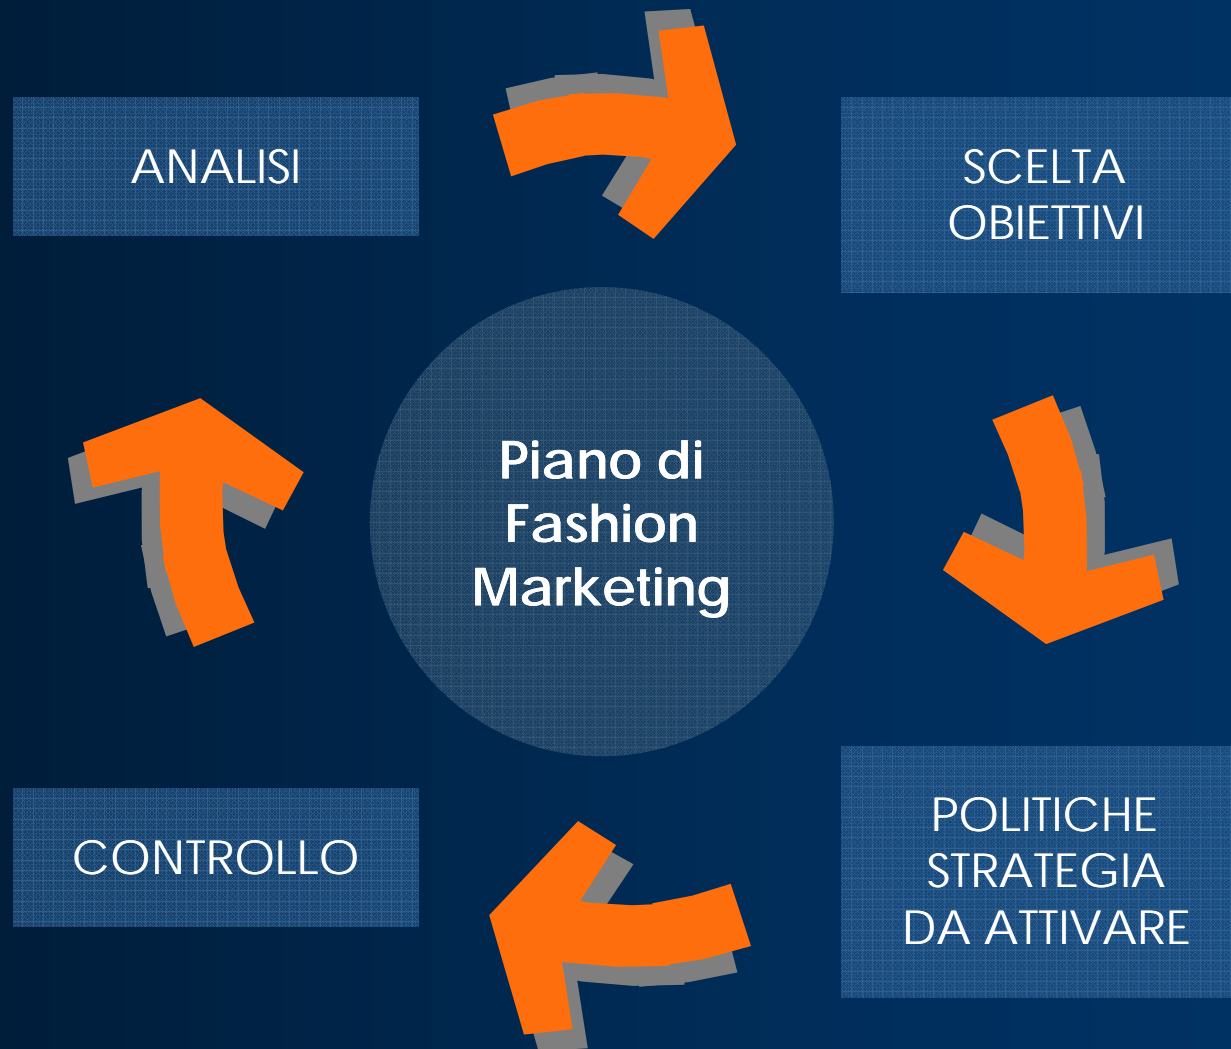 ANALISI
SCELTA
OBIETTIVI
Piano di
Fashion
Marketing
CONTROLLO
POLITICHE
STRATEGIA
DA ATTIVARE